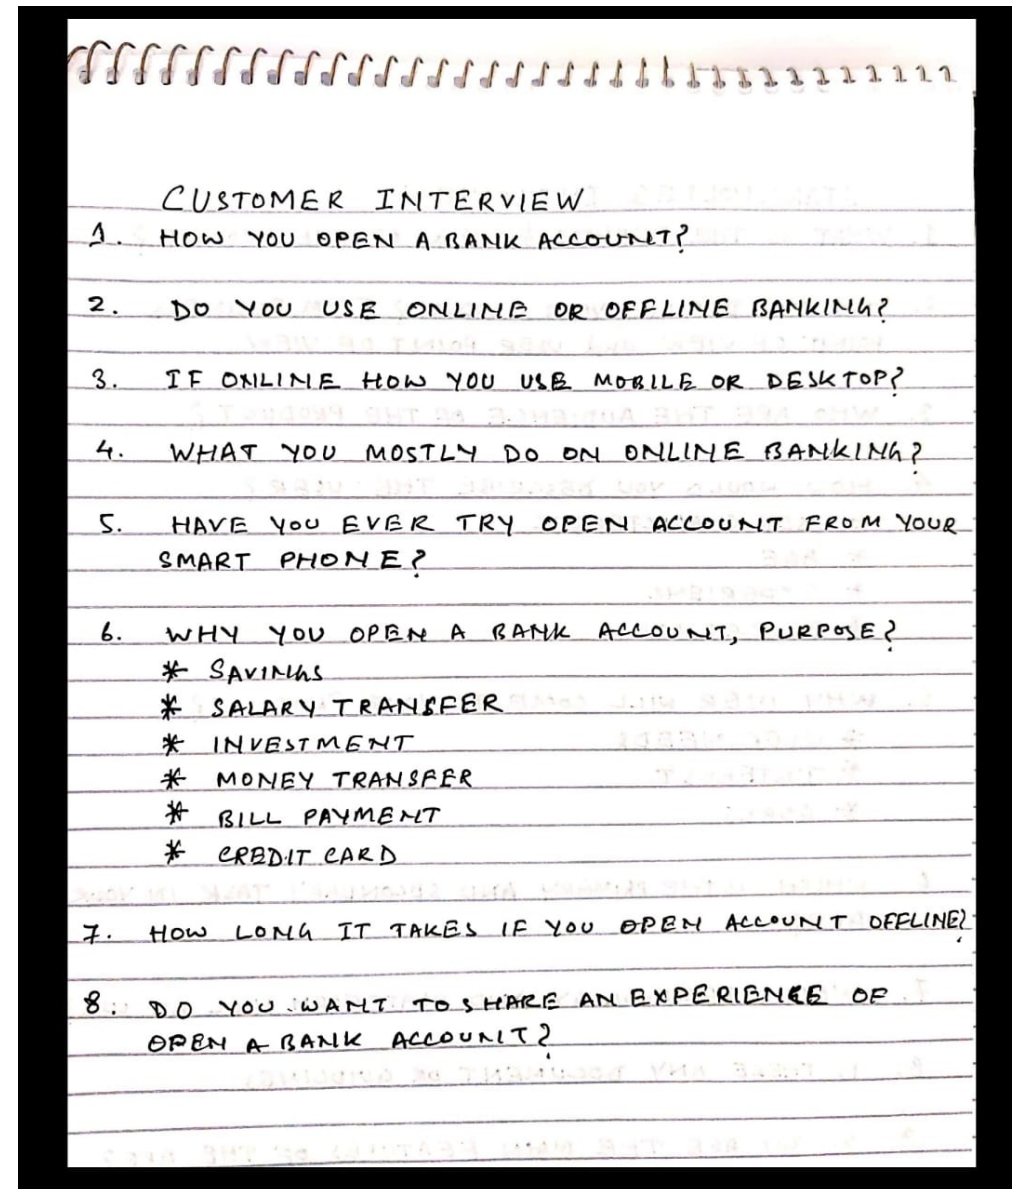 CUSTOMER INTERVIEW
1. HOW YOU OPEN A BANK ACCOUNT?
2. DO YOU USE ONLINE OR OFFLINE BANKING?
3. IF ONLINE HOW YOU USE MOBILE OR DESKTOP?
4. WHAT YOU MOSTLY DO ON ONLINE BANKING?
5. HAVE YOU EVER TRY OPEN ACCOUNT FROM YOUR
SMART PHONE?
6. WHY YOU OPEN A BANK ACCOUNT, PURPOSE?
* SAVINGS
* SALARY TRANSFER
* INVESTMENT
* MONEY TRANSFER
* BILL PAYMENT
* CREDIT CARD
7. HOW LONG IT TAKES IF YOU OPEN ACCOUNT OFFLINE?
8. DO YOU WANT TO SHARE AN EXPERIENCE OF
OPEN A BANK ACCOUNT?